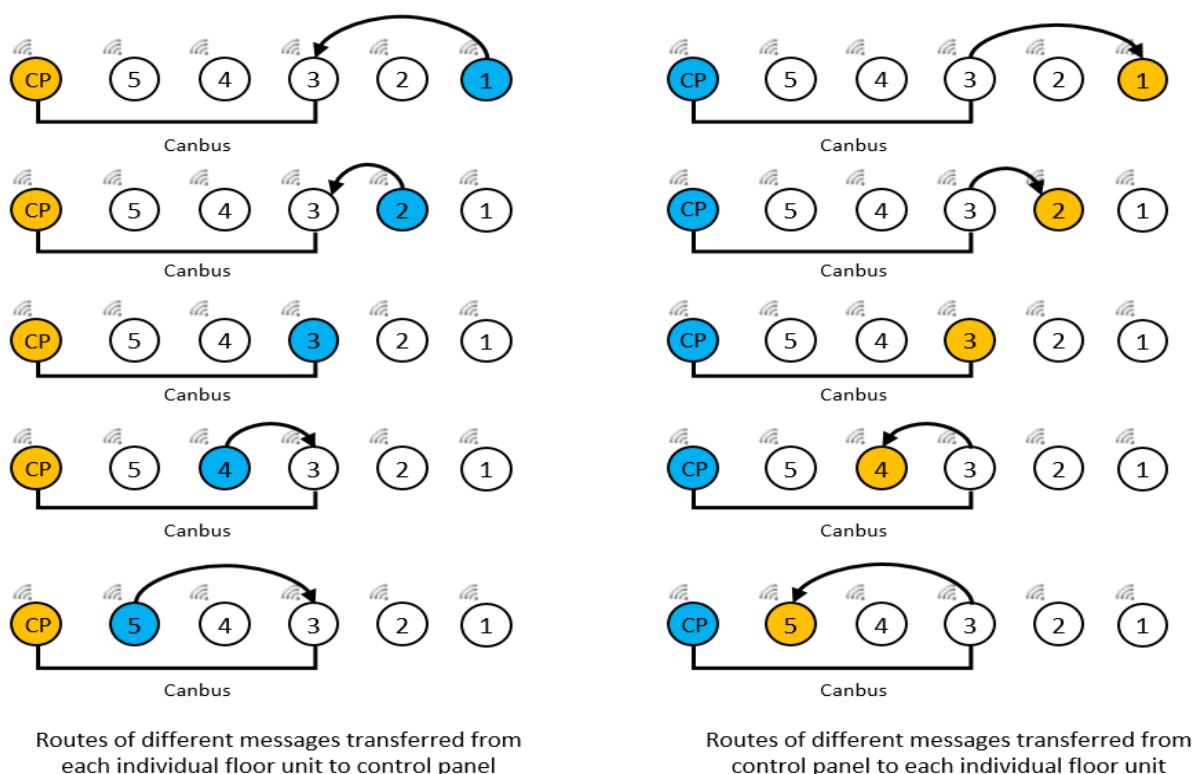 CP 5 4 3 2 1 CP 5 4 3 2 1
Canbus Canbus
CP 5 4 3 2 1 CP 5 4 3 2 1
Canbus Canbus
CP 5 4 3 2 1 CP 5 4 3 2 1
Canbus Canbus
CP 5 4 3 2 1 CP 5 4 3 2 1
Canbus Canbus
CP 5 4 3 2 1 CP 5 4 3 2 1
Canbus Canbus
Routes of different messages transferred from
each individual floor unit to control panel
Routes of different messages transferred from
control panel to each individual floor unit